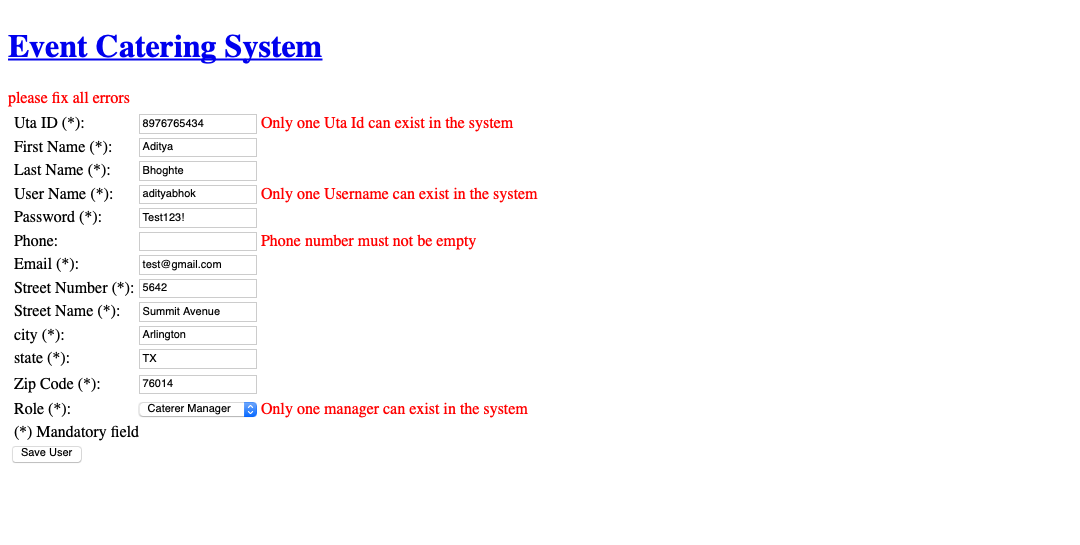 Event Catering System
please fix all errors
Uta ID (*): 8976765434 Only one Uta Id can exist in the system
First Name (*): Aditya
Last Name (*): Bhoghte
User Name (*): adityabhok Only one Username can exist in the system
Password (*): Test123!
Phone: Phone number must not be empty
Email (*): test@gmail.com
Street Number (*): 5642
Street Name (*): Summit Avenue
city (*): Arlington
state (*): TX
Zip Code (*): 76014
Role (*): Caterer Manager Only one manager can exist in the system
(*) Mandatory field
Save User